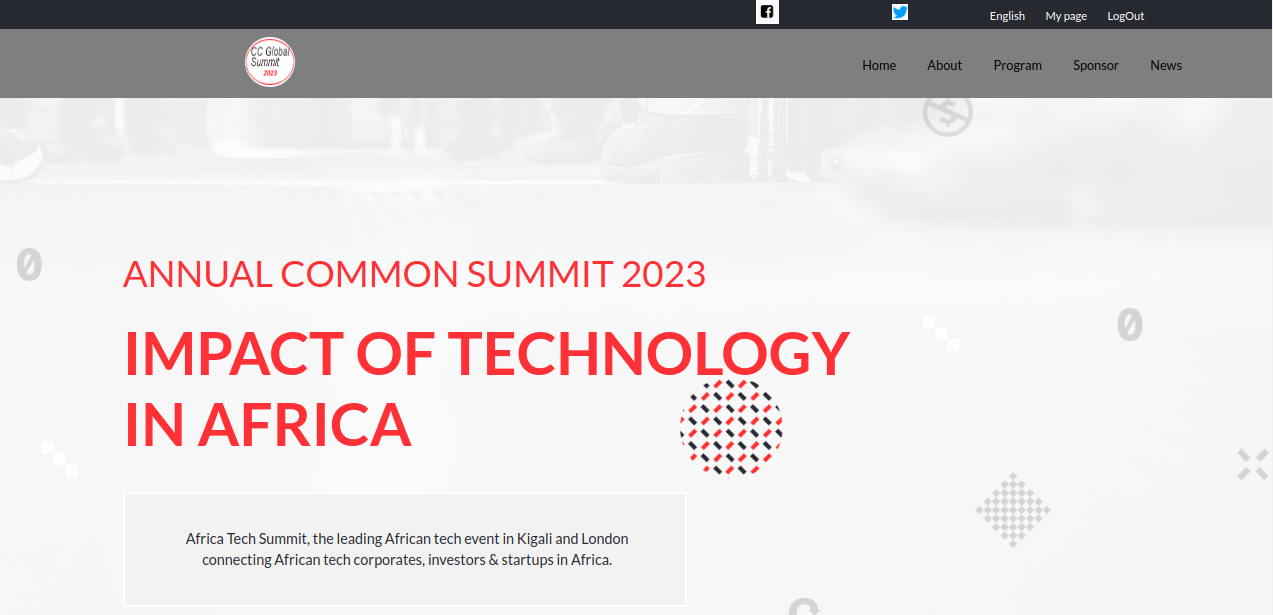 English My page LogOut
CC Global
Summit
2023
Home About Program Sponsor News
ANNUAL COMMON SUMMIT 2023
IMPACT OF TECHNOLOGY
IN AFRICA
Africa Tech Summit, the leading African tech event in Kigali and London
connecting African tech corporates, investors & startups in Africa.